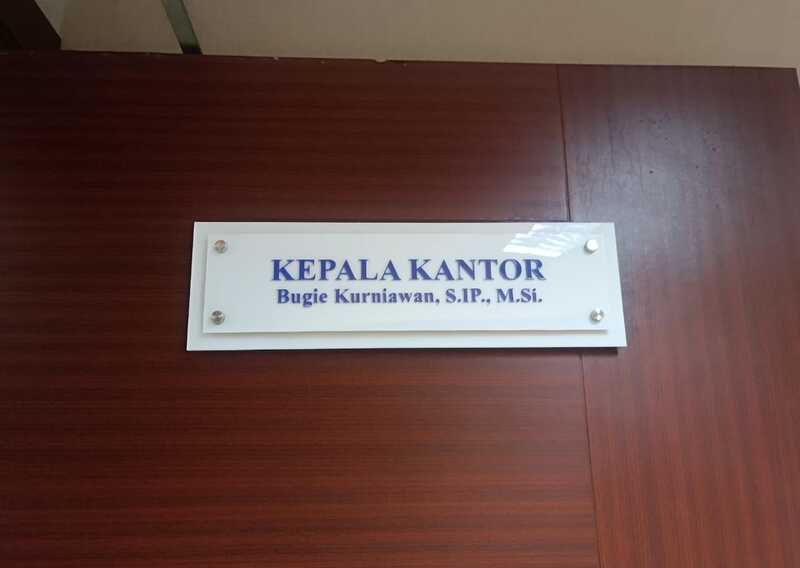 KEPALA KANTOR
Bugie Kurniawan, S.IP., M.Si.